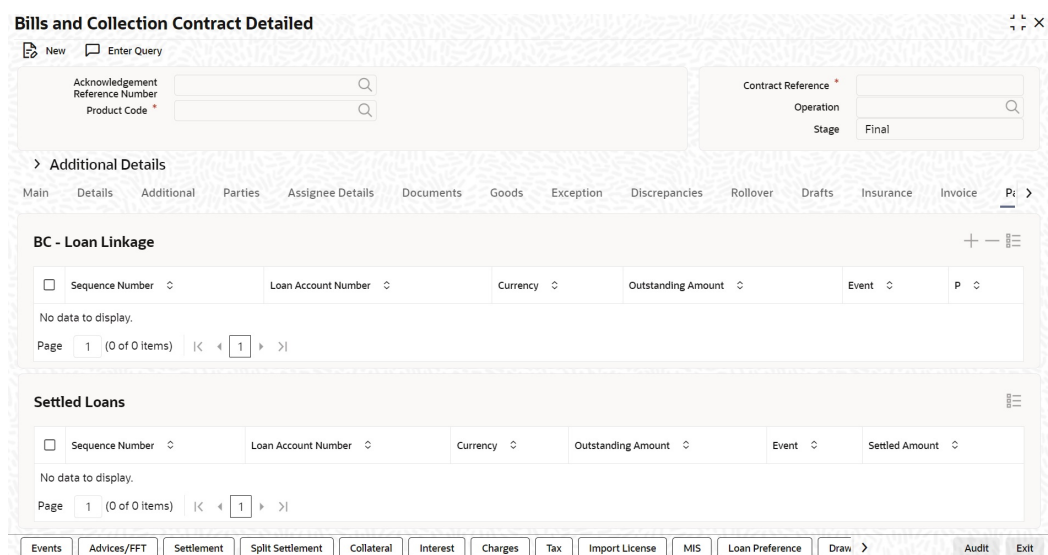 Bills and Collection Contract Detailed
New Enter Query
Acknowledgement
Reference Number
Product Code *
Contract Reference *
Operation
Stage Final
Additional Details
Main Details Additional Parties Assignee Details Documents Goods Exception Discrepancies Rollover Drafts Insurance Invoice
BC - Loan Linkage
Sequence Number Loan Account Number Currency Outstanding Amount Event P
No data to display.
Page 1 (0 of 0 items) 1
Settled Loans
Sequence Number Loan Account Number Currency Outstanding Amount Event Settled Amount
No data to display.
Page 1 (0 of 0 items) 1
Events Advices/FFT Settlement Split Settlement Collateral Interest Charges Tax Import License MIS Loan Preference Draw Audit Exit